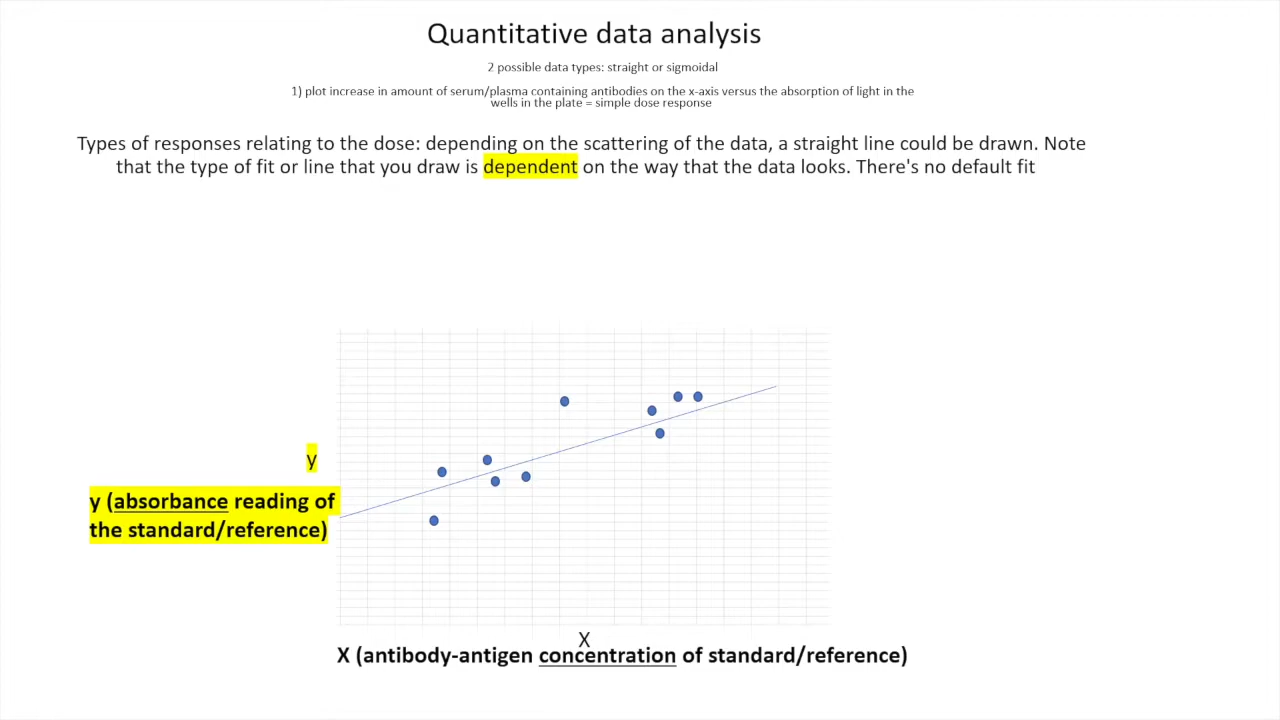 Quantitative data analysis
2 possible data types: straight or sigmoidal
1) plot increase in amount of serum/plasma containing antibodies on the x-axis versus the absorption of light in the
wells in the plate = simple dose response
Types of responses relating to the dose: depending on the scattering of the data, a straight line could be drawn. Note
that the type of fit or line that you draw is dependent on the way that the data looks. There's no default fit
y
y (absorbance reading of
the standard/reference)
X
X (antibody-antigen concentration of standard/reference)